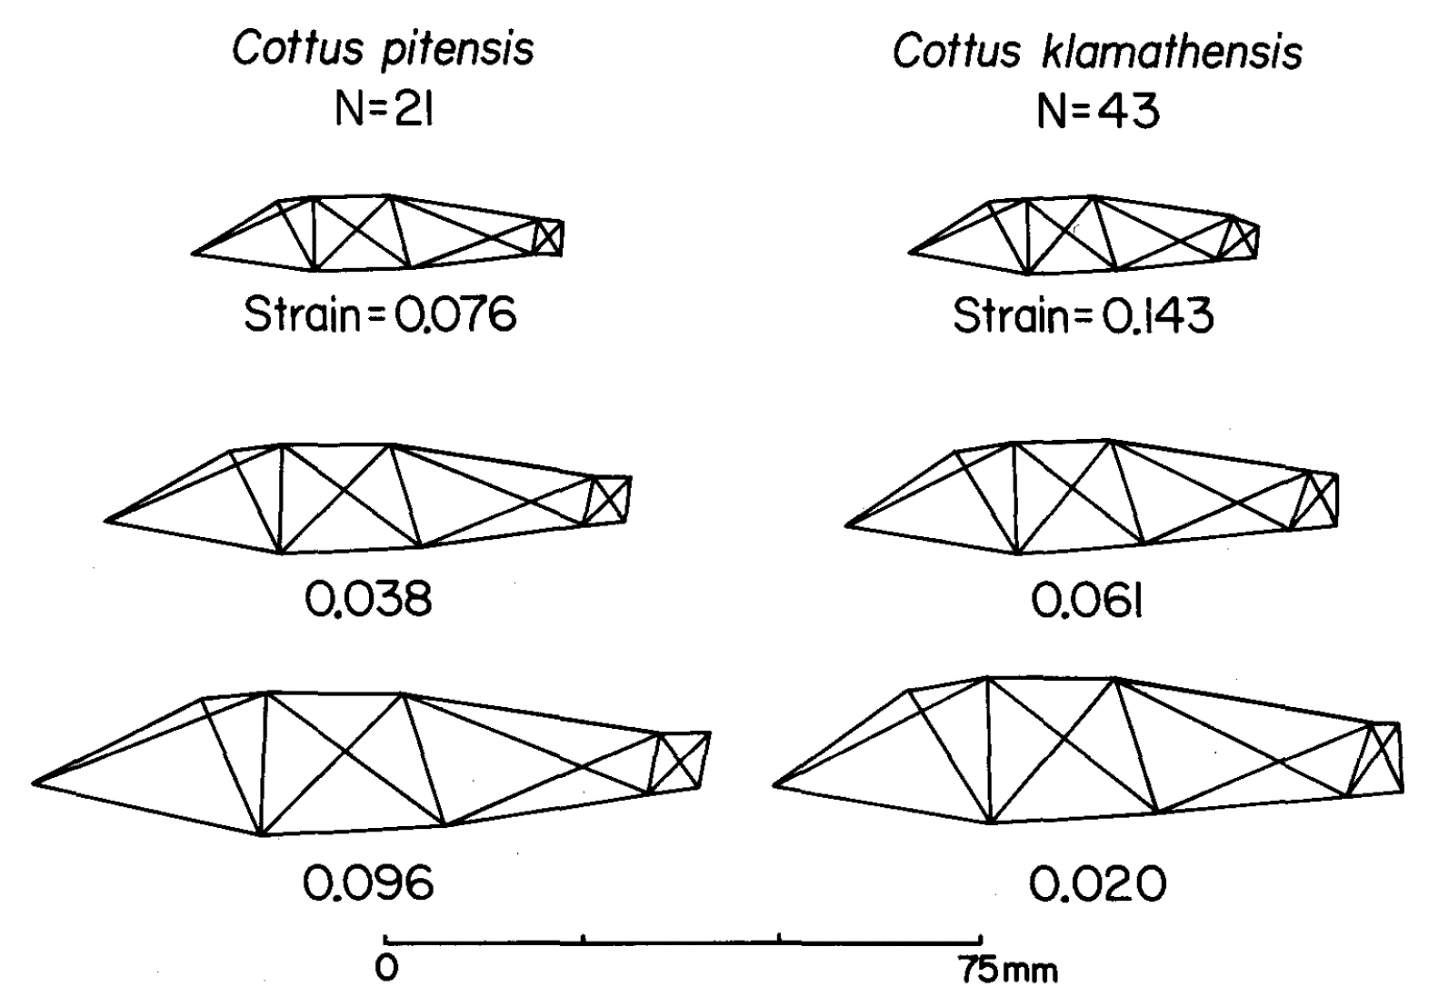 Cottus pitensis
N=21
Cottus klamathensis
N=43
Strain=0.076
Strain=0.143
0.038
0.061
0.096
0.020
0
75mm